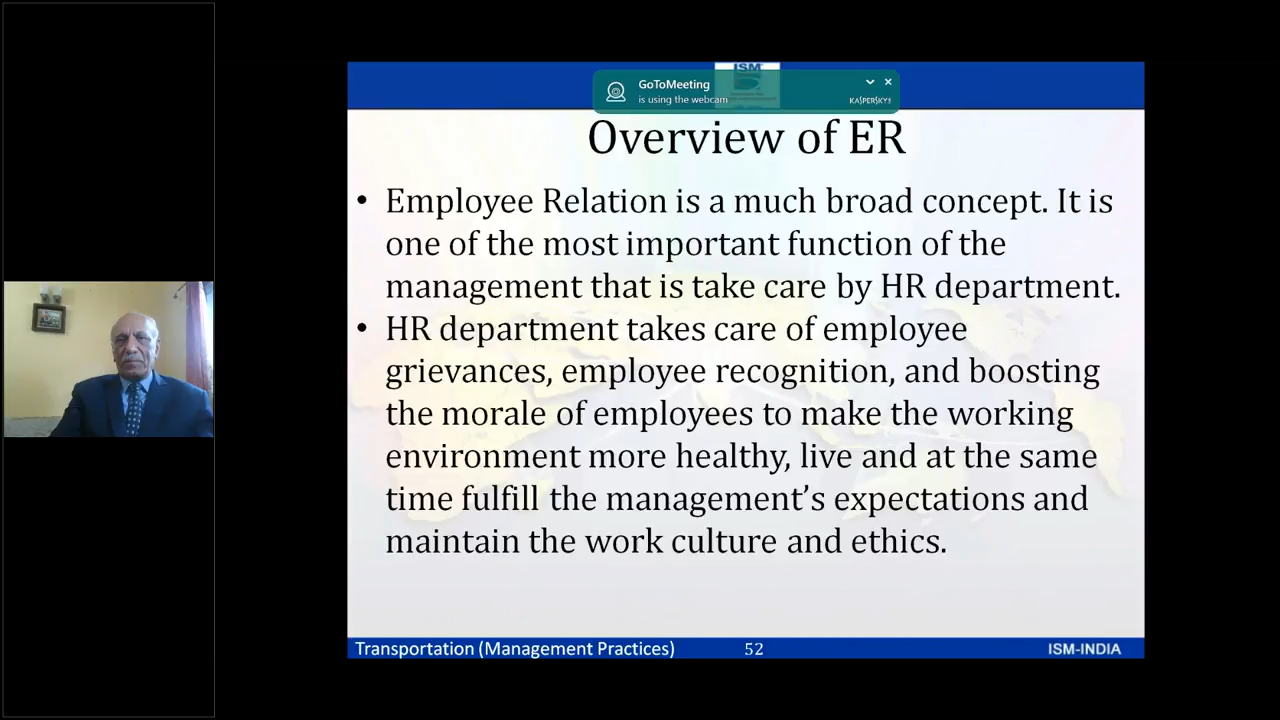 ISM
GoToMeeting
is using the webcam
KASPERSKY
Overview of ER
• Employee Relation is a much broad concept. It is
one of the most important function of the
management that is take care by HR department.
• HR department takes care of employee
grievances, employee recognition, and boosting
the morale of employees to make the working
environment more healthy, live and at the same
time fulfill the management’s expectations and
maintain the work culture and ethics.
Transportation (Management Practices) 52 ISM-INDIA